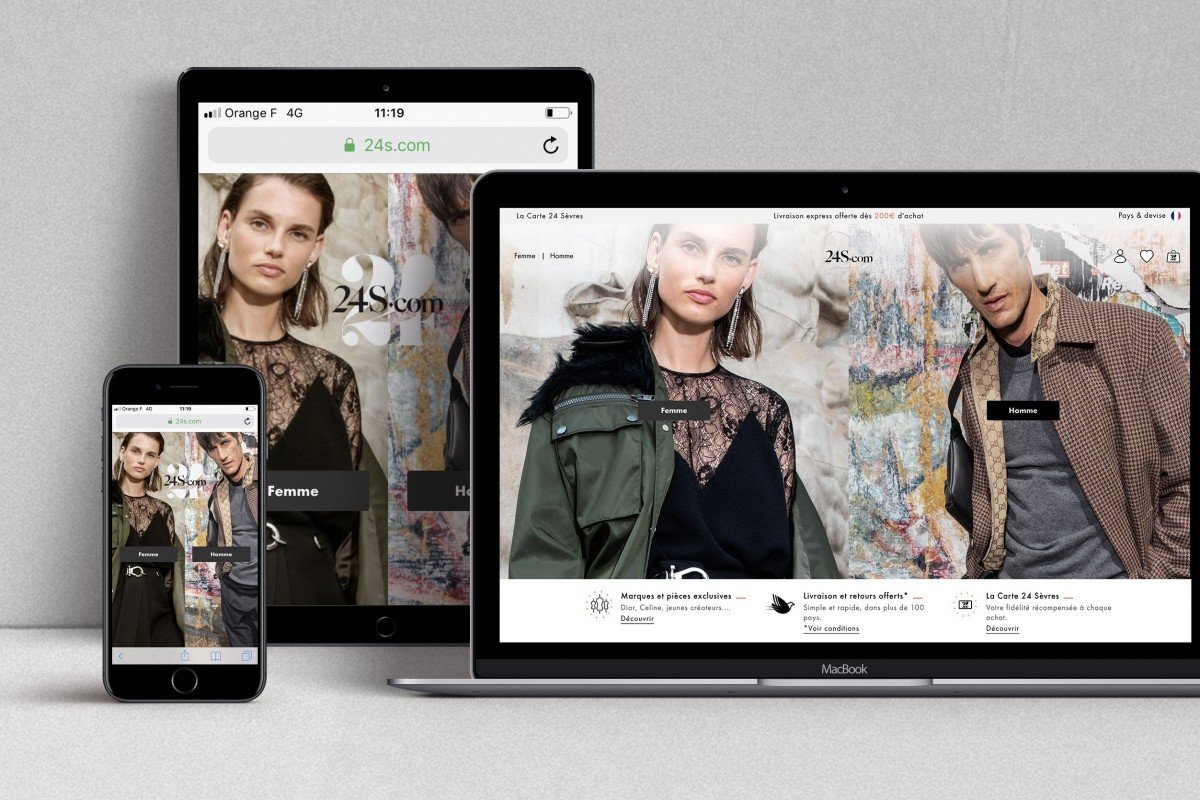 Orange F 4G 11:19
24s.com
24S.com
Femme
Orange F 4G 11:19
24s.com
24S.com
Femme Homme
La Carte 24 Sèvres Livraison express offerte dès 200€ d'achat Pays & devise
Femme | Homme 24S.com
Femme Homme
Marques et pièces exclusives
Dior, Celine, jeunes créateurs....
Découvrir
Livraison et retours offerts*
Simple et rapide, dans plus de 100
pays.
*Voir conditions
La Carte 24 Sèvres
Votre fidélité récompensée à chaque
achat.
Découvrir
MacBook